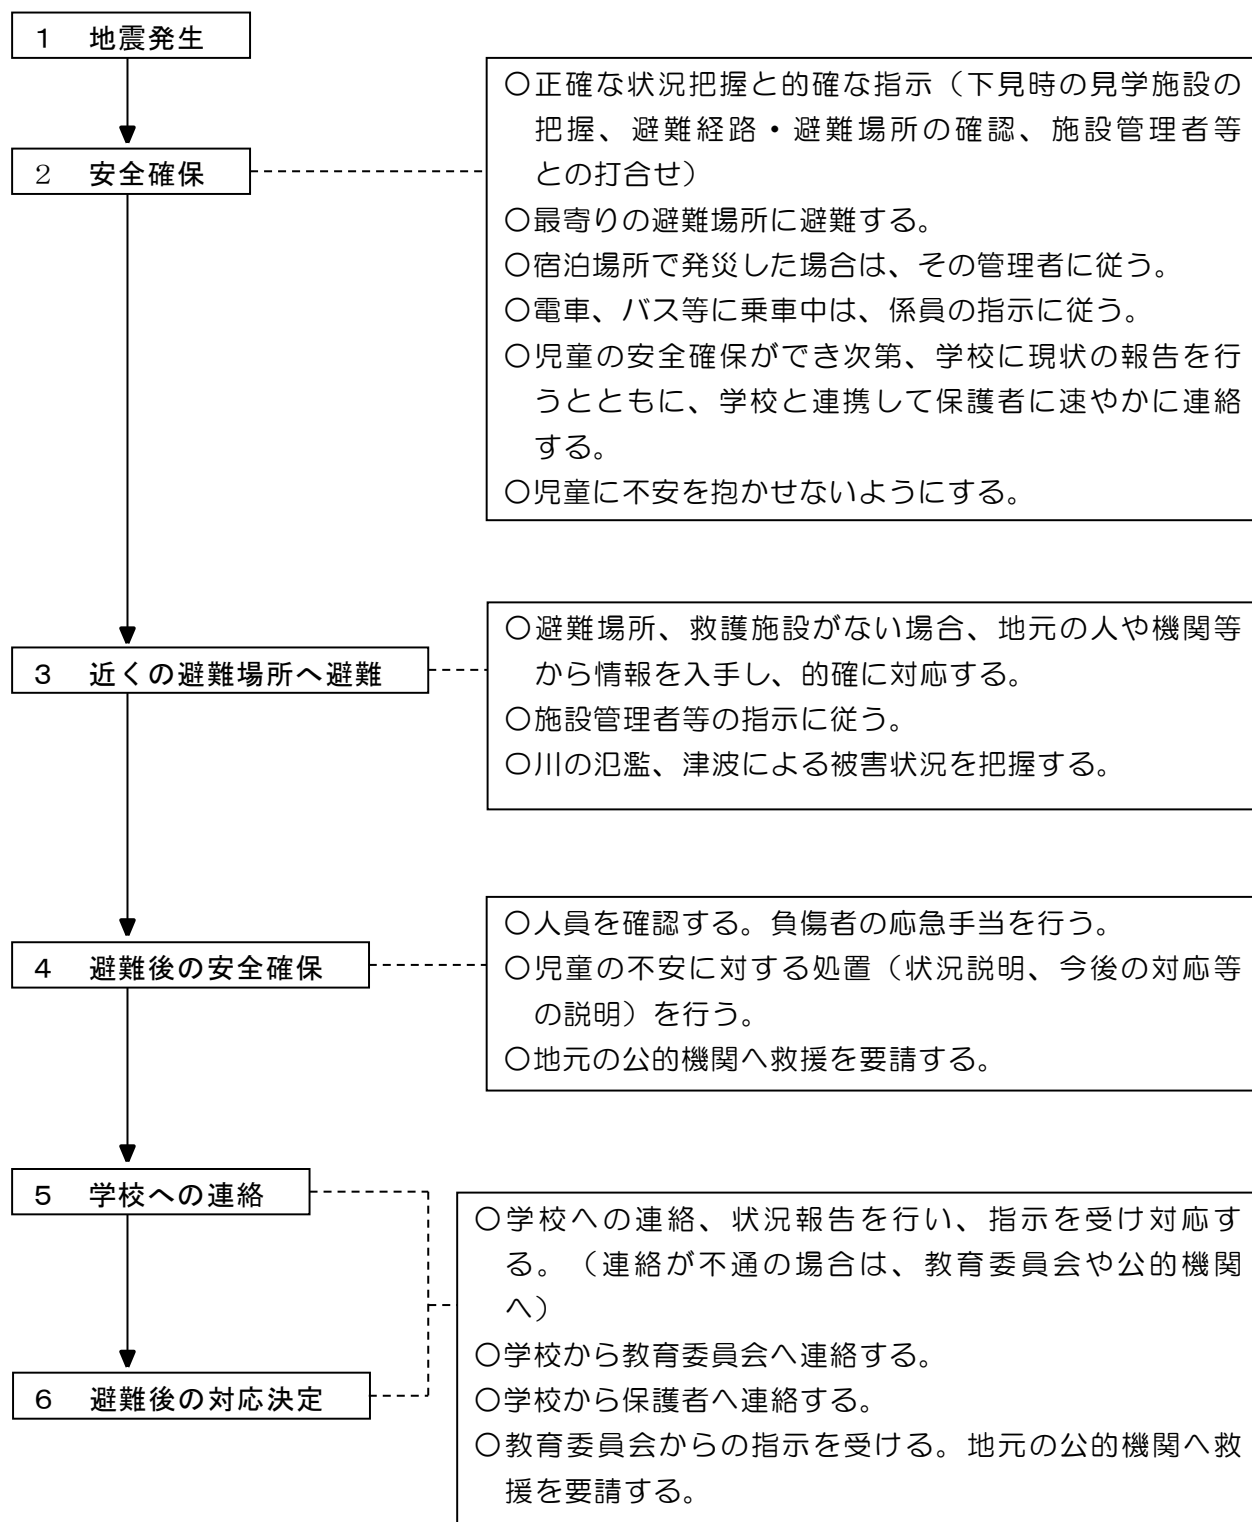 １　地震発生
２　安全確保
〇正確な状況把握と的確な指示（下見時の見学施設の
把握、避難経路・避難場所の確認、施設管理者等
との打合せ）
〇最寄りの避難場所に避難する。
〇宿泊場所で発災した場合は、その管理者に従う。
〇電車、バス等に乗車中は、係員の指示に従う。
〇児童の安全確保ができ次第、学校に現状の報告を行
うとともに、学校と連携して保護者に速やかに連絡
する。
〇児童に不安を抱かせないようにする。
３　近くの避難場所へ避難
〇避難場所、救護施設がない場合、地元の人や機関等
から情報を入手し、的確に対応する。
〇施設管理者等の指示に従う。
〇川の氾濫、津波による被害状況を把握する。
４　避難後の安全確保
〇人員を確認する。負傷者の応急手当を行う。
〇児童の不安に対する処置（状況説明、今後の対応等
の説明）を行う。
〇地元の公的機関へ救援を要請する。
５　学校への連絡
６　避難後の対応決定
〇学校への連絡、状況報告を行い、指示を受け対応す
る。（連絡が不通の場合は、教育委員会や公的機関
へ）
〇学校から教育委員会へ連絡する。
〇学校から保護者へ連絡する。
〇教育委員会からの指示を受ける。地元の公的機関へ救
援を要請する。